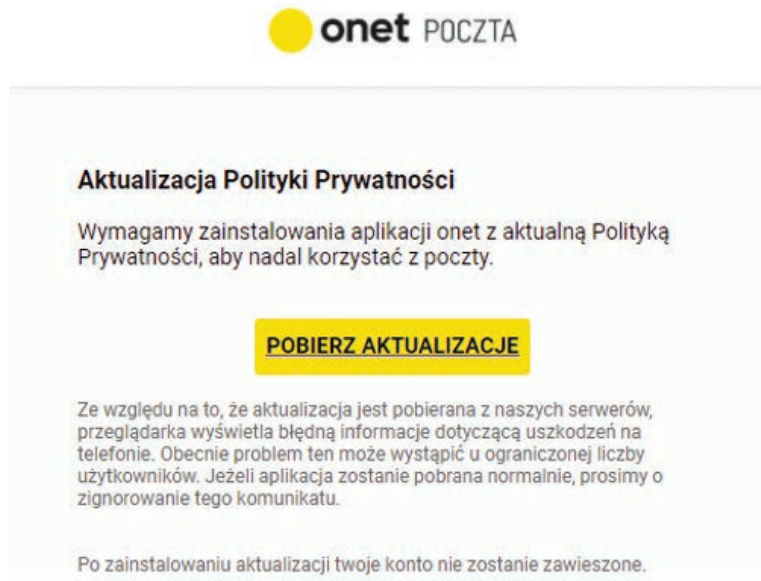 onet POCZTA
Aktualizacja Polityki Prywatności
Wymagamy zainstalowania aplikacji onet z aktualną Polityką
Prywatności, aby nadal korzystać z poczty.
POBIERZ AKTUALIZACJE
Ze względu na to, że aktualizacja jest pobierana z naszych serwerów,
przeglądarka wyświetla błędną informacje dotyczącą uszkodzeń na
telefonie. Obecnie problem ten może wystąpić u ograniczonej liczby
użytkowników. Jeżeli aplikacja zostanie pobrana normalnie, prosimy o
zignorowanie tego komunikatu.
Po zainstalowaniu aktualizacji twoje konto nie zostanie zawieszone.